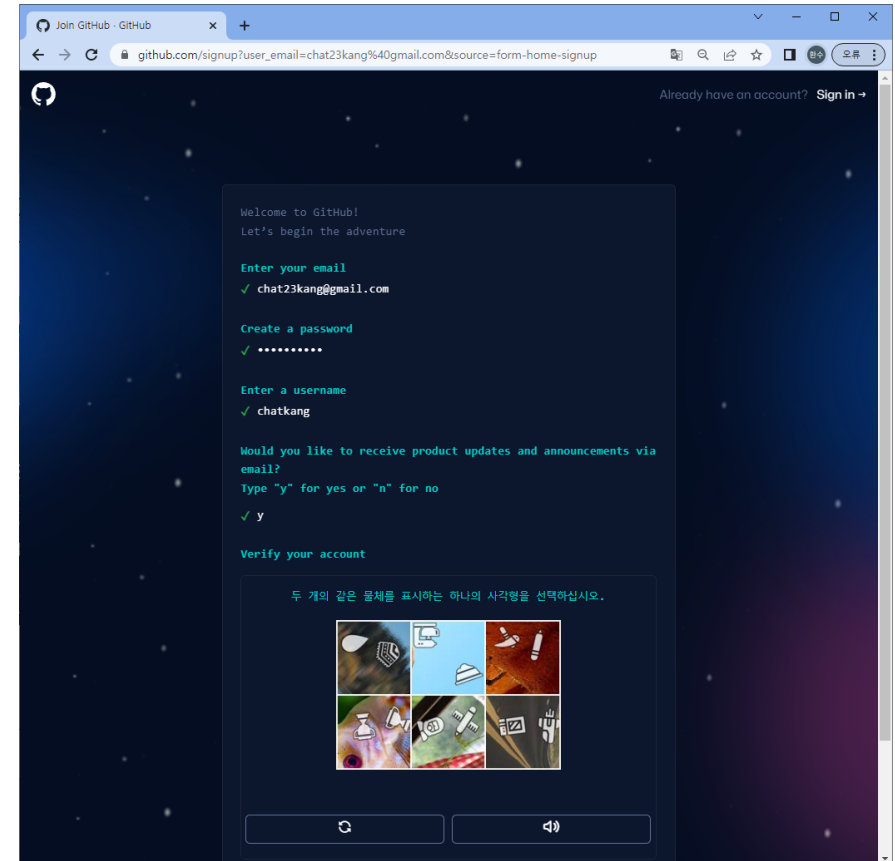 Join GitHub · GitHub
github.com/signup?user_email=chat23kang%40gmail.com&source=form-home-signup
한수
오류
Already have an account? Sign in →
Welcome to GitHub!
Let's begin the adventure
Enter your email
✓ chat23kang@gmail.com
Create a password
✓ ••••••••••
Enter a username
✓ chatkang
Would you like to receive product updates and announcements via
email?
Type "y" for yes or "n" for no
✓ y
Verify your account
두 개의 같은 물체를 표시하는 하나의 사각형을 선택하십시오.